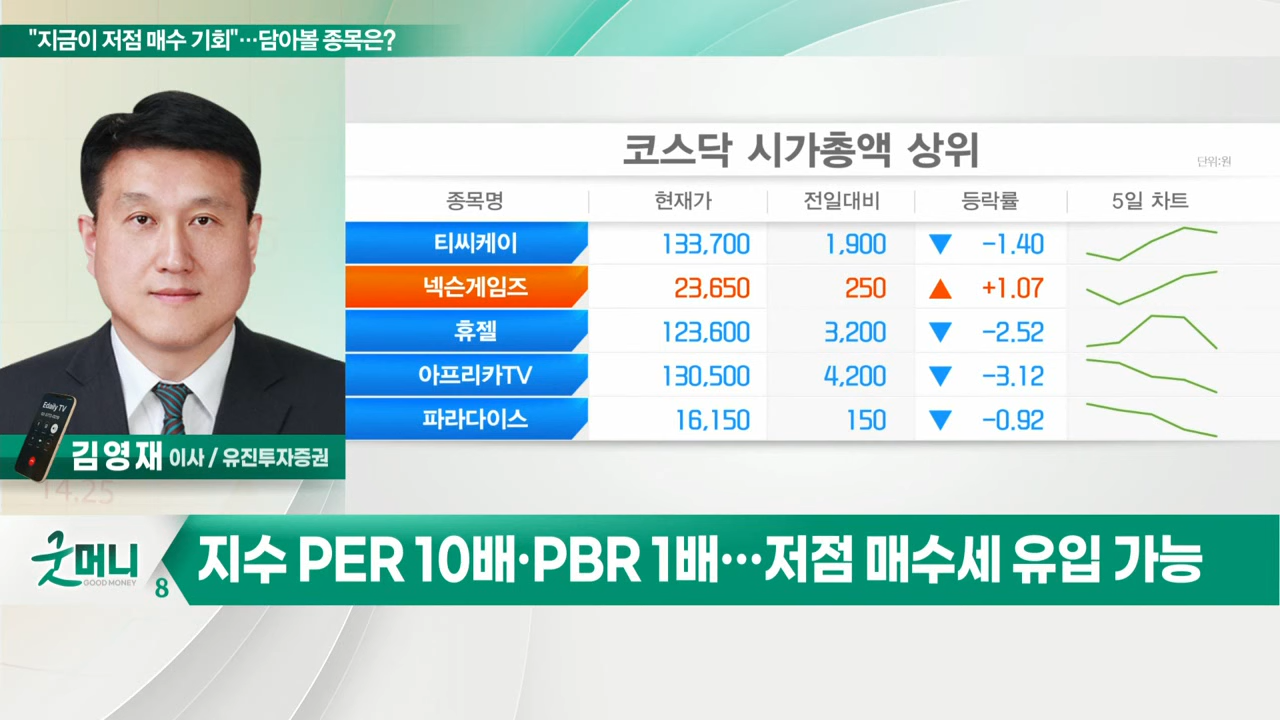 "지금이 저점 매수 기회"…담아볼 종목은?
코스닥 시가총액 상위
단위:원
종목명 현재가 전일대비 등락률 5일 차트
티씨케이 133,700 1,900 ▼ -1.40
넥슨게임즈 23,650 250 ▲ +1.07
휴젤 123,600 3,200 ▼ -2.52
아프리카TV 130,500 4,200 ▼ -3.12
파라다이스 16,150 150 ▼ -0.92
Edaily TV
김영재 이사 / 유진투자증권
14.25
굿머니
GOOD MONEY
8
지수 PER 10배·PBR 1배…저점 매수세 유입 가능